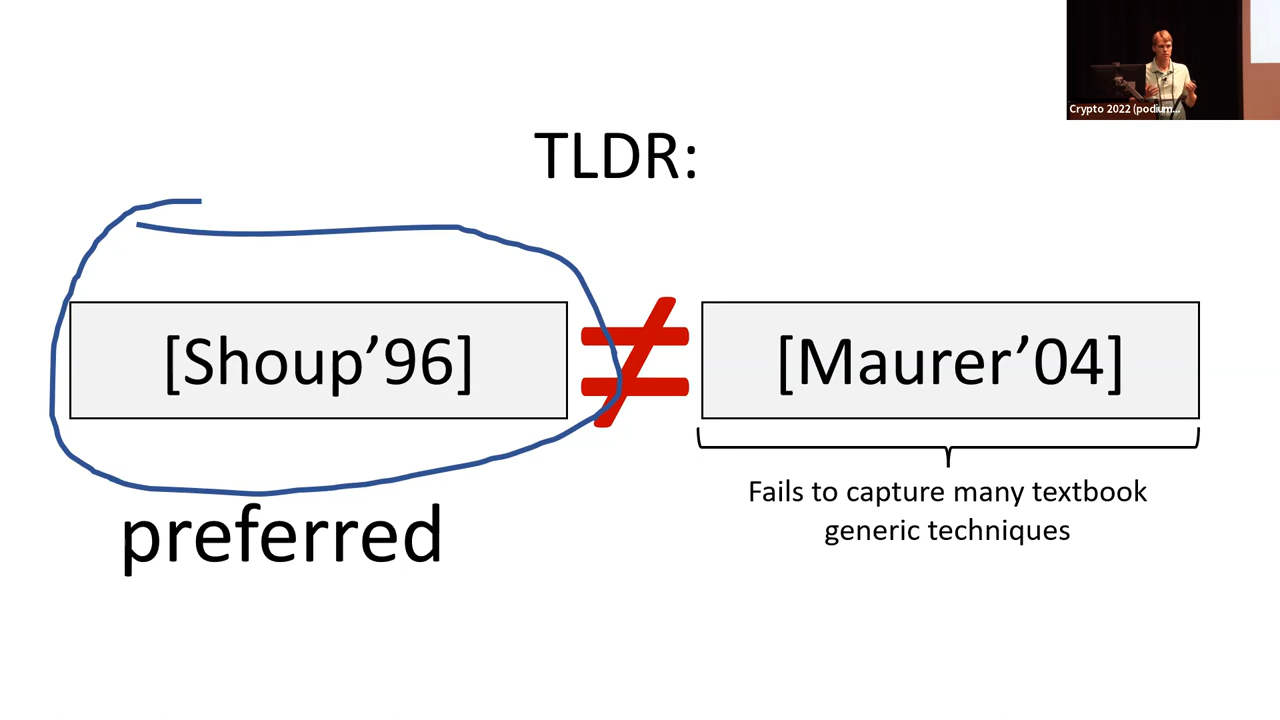 Crypto 2022 (podium...
TLDR:
[Shoup’96]
≠
[Maurer’04]
Fails to capture many textbook
generic techniques
preferred